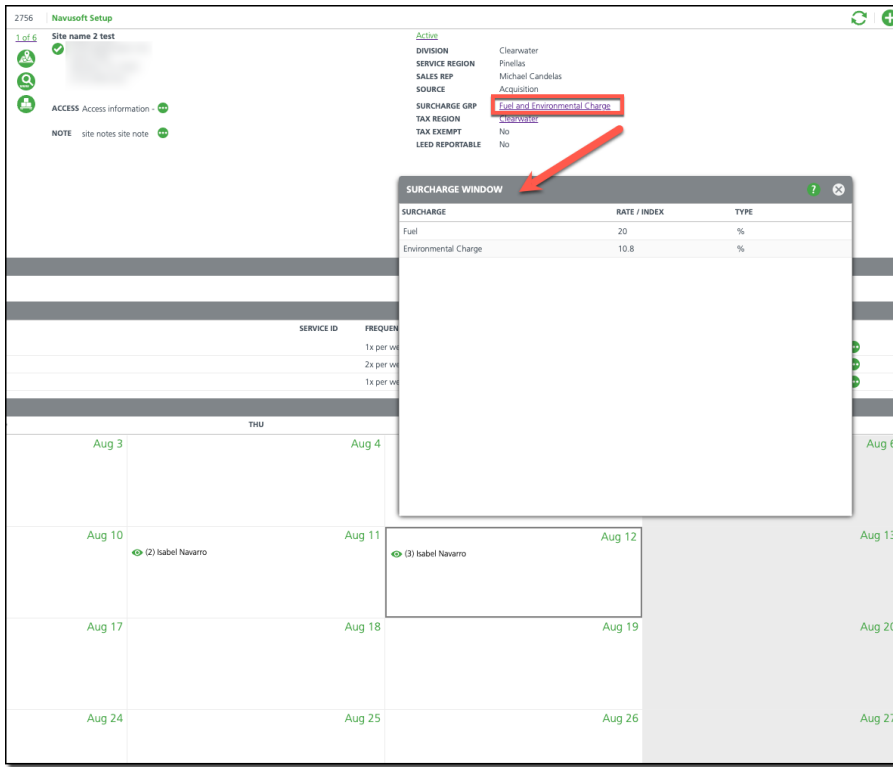 2756 Navusoft Setup
1 of 6 Site name 2 test
Active
DIVISION Clearwater
SERVICE REGION Pinellas
SALES REP Michael Candelas
SOURCE Acquisition
ACCESS Access information -
SURCHARGE GRP Fuel and Environmental Charge
TAX REGION Clearwater
NOTE site notes site note
TAX EXEMPT No
LEED REPORTABLE No
SURCHARGE WINDOW ?
SURCHARGE RATE / INDEX TYPE
Fuel 20 %
Environmental Charge 10.8 %
SERVICE ID
1x per
2x per
1x per
THU
Aug 3 Aug 4 Aug 6
Aug 10 Aug 11 Aug 12 Aug 13
(2) Isabel Navarro (3) Isabel Navarro
Aug 17 Aug 18 Aug 19 Aug 20
Aug 24 Aug 25 Aug 26 Aug 27